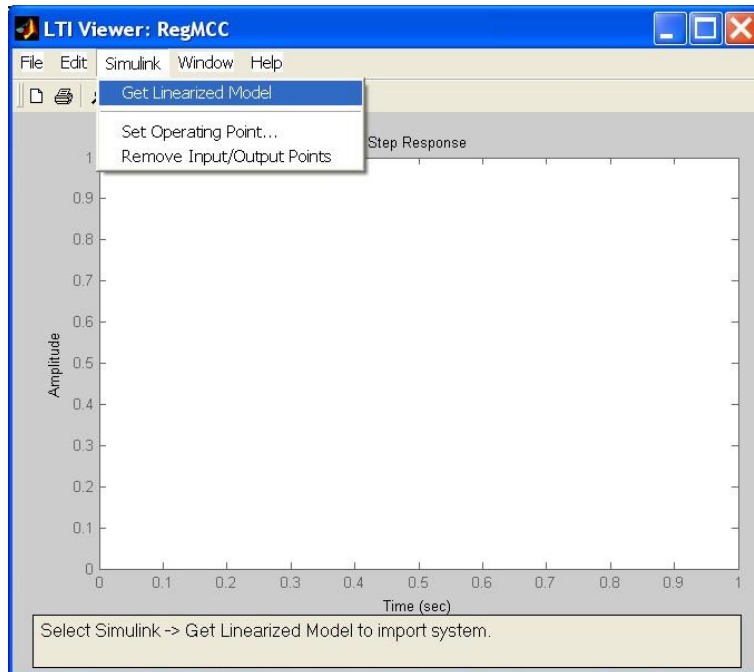 LTI Viewer: RegMCC
File Edit Simulink Window Help
Get Linearized Model
Set Operating Point...
Remove Input/Output Points
Step Response
Amplitude
1
0.9
0.8
0.7
0.6
0.5
0.4
0.3
0.2
0.1
0
0 0.1 0.2 0.3 0.4 0.5 0.6 0.7 0.8 0.9 1
Time (sec)
Select Simulink -> Get Linearized Model to import system.